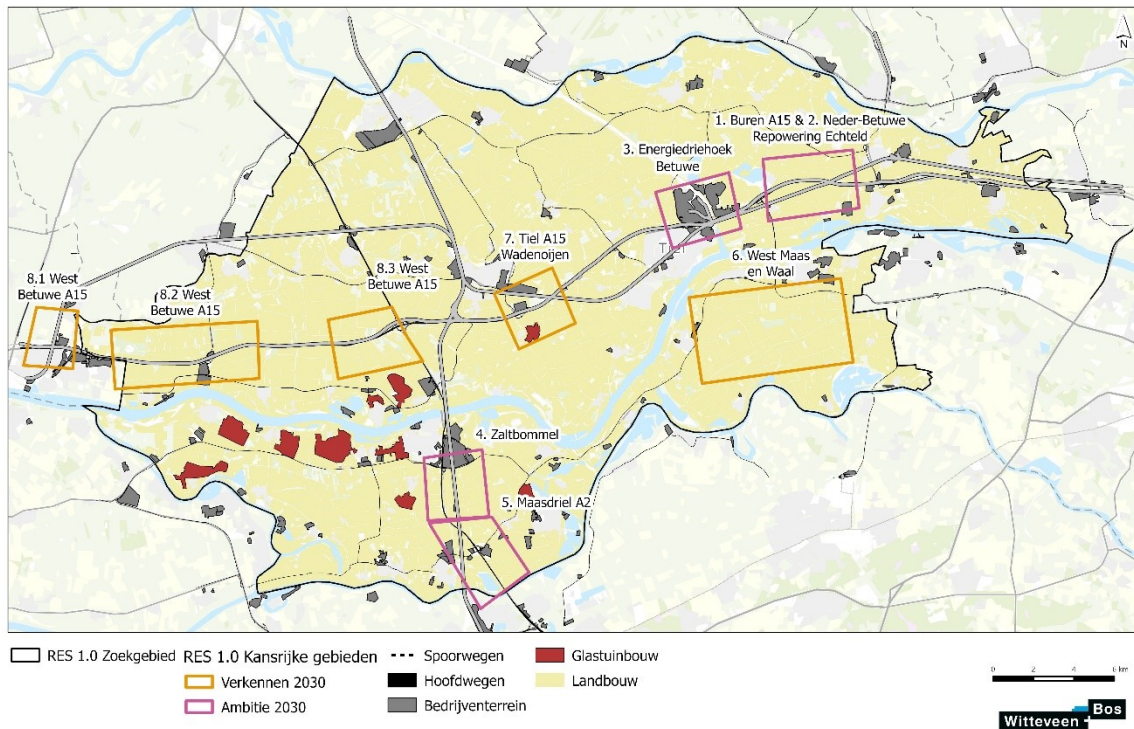 N
1. Buren A15 & 2. Neder-Betuwe
Repowering Echteld
3. Energiedriehoek
Betuwe
7. Tiel A15
Wadenoijen
6. West Maas
en Waal
8.1 West
Betuwe A15
8.2 West
Betuwe A15
8.3 West
Betuwe A15
4. Zaltbommel
5. Maasdriel A2
RES 1.0 Zoekgebied
RES 1.0 Kansrijke gebieden
Verkennen 2030
Ambitie 2030
Spoorwegen
Hoofdwegen
Bedrijventerrein
Glastuinbouw
Landbouw
0 2 4 6 km
Witteveen + Bos